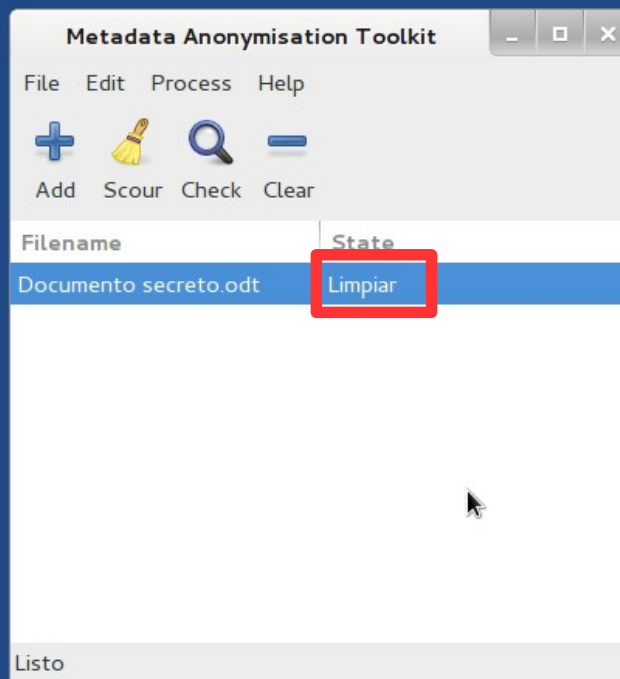 Metadata Anonymisation Toolkit
File Edit Process Help
Add Scour Check Clear
Filename State
Documento secreto.odt Limpiar
Listo